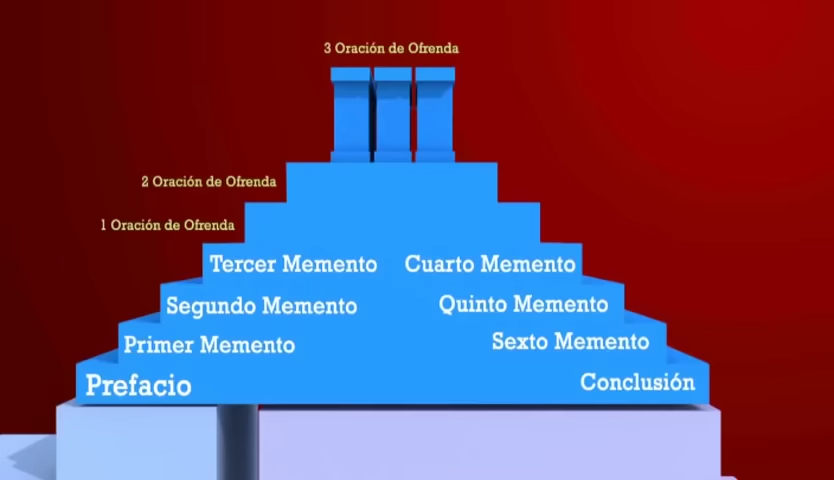 3 Oración de Ofrenda
2 Oración de Ofrenda
1 Oración de Ofrenda
Tercer Memento Cuarto Memento
Segundo Memento Quinto Memento
Primer Memento Sexto Memento
Prefacio Conclusión